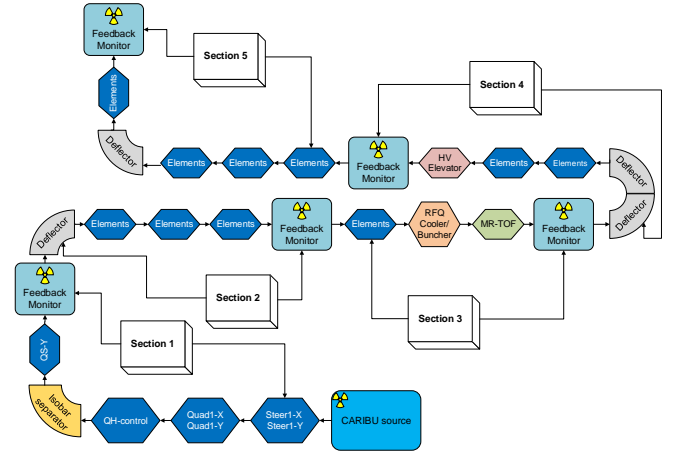 Feedback
Monitor
Section 5
Section 4
Elements
Deflector
Elements
Elements
Elements
Feedback
Monitor
HV
Elevator
Elements
Elements
Deflector
Deflector
Deflector
Elements
Elements
Elements
Feedback
Monitor
Elements
RFQ
Cooler/
Buncher
MR-TOF
Feedback
Monitor
Feedback
Monitor
Section 2
Section 3
Section 1
QS-Y
Isobar
separator
QH-control
Quad1-X
Quad1-Y
Steer1-X
Steer1-Y
CARIBU source